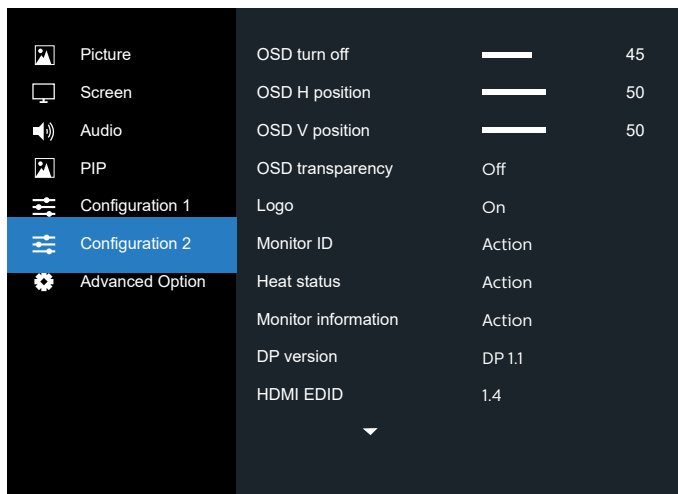 Picture
Screen
Audio
PIP
Configuration 1
Configuration 2
Advanced Option
OSD turn off 45
OSD H position 50
OSD V position 50
OSD transparency Off
Logo On
Monitor ID Action
Heat status Action
Monitor information Action
DP version DP 1.1
HDMI EDID 1.4